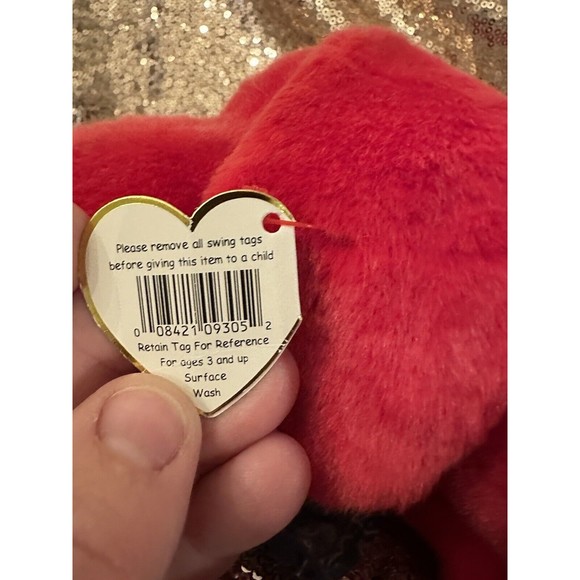 Please remove all swing tags
before giving this item to a child
0 08421 09305 2
Retain Tag For Reference
For ages 3 and up
Surface
Wash